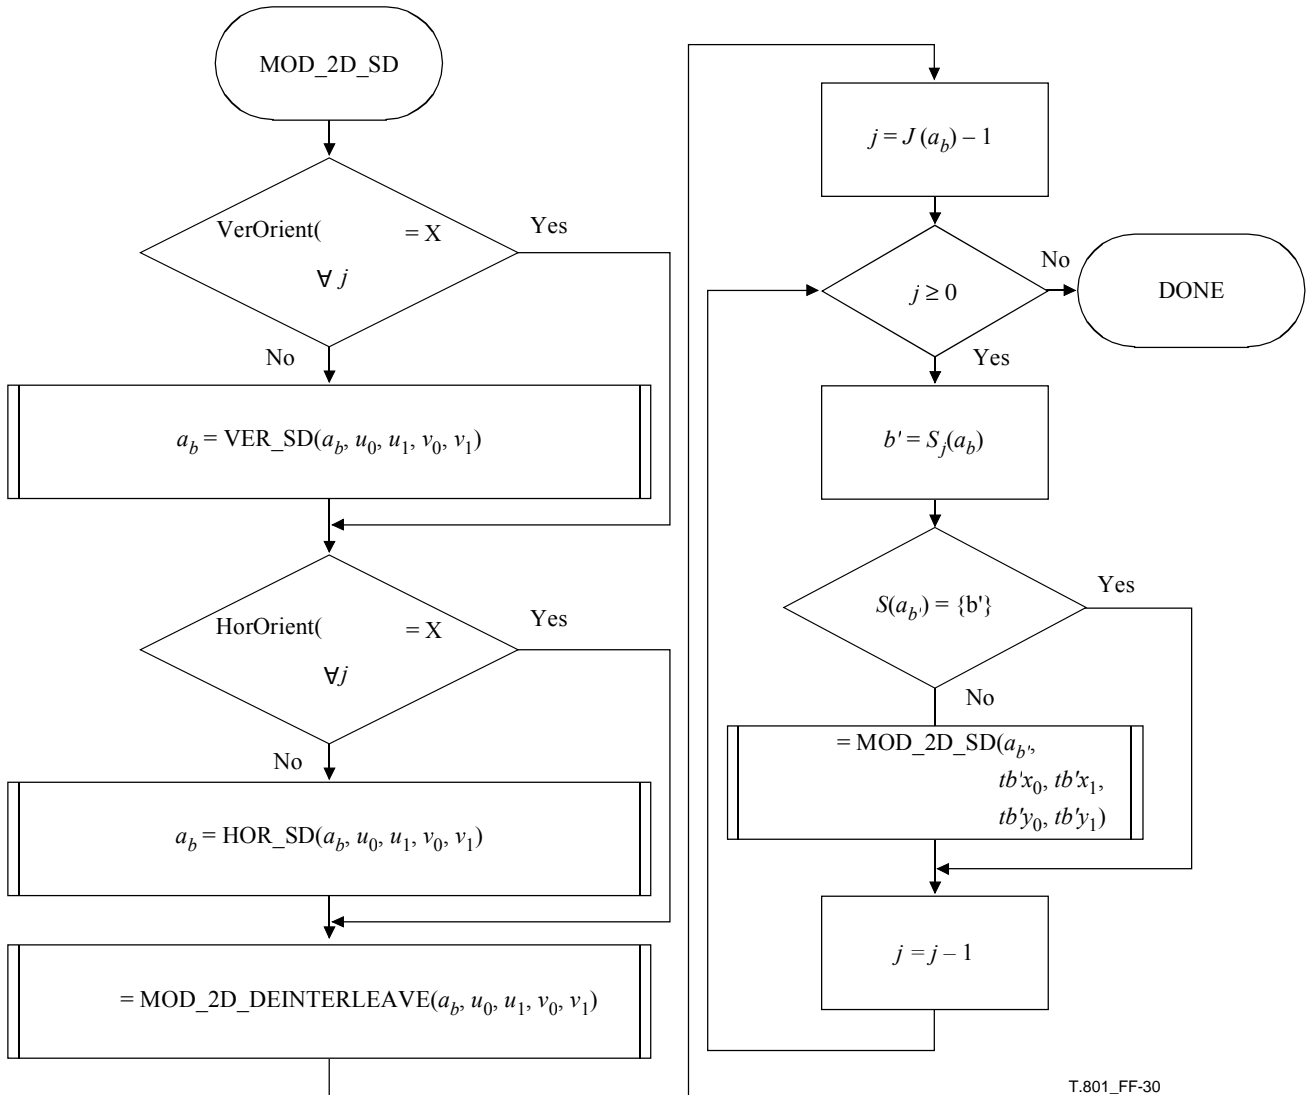 MOD_2D_SD
VerOrient( = X
∀ j
Yes
No
a_b = VER_SD(a_b, u_0, u_1, v_0, v_1)
HorOrient( = X
∀j
Yes
No
a_b = HOR_SD(a_b, u_0, u_1, v_0, v_1)
= MOD_2D_DEINTERLEAVE(a_b, u_0, u_1, v_0, v_1)
j = J (a_b) – 1
j ≥ 0
No
DONE
Yes
b' = S_j(a_b)
S(a_b') = {b'}
Yes
No
= MOD_2D_SD(a_b',
tb'x_0, tb'x_1,
tb'y_0, tb'y_1)
j = j – 1
T.801_FF-30